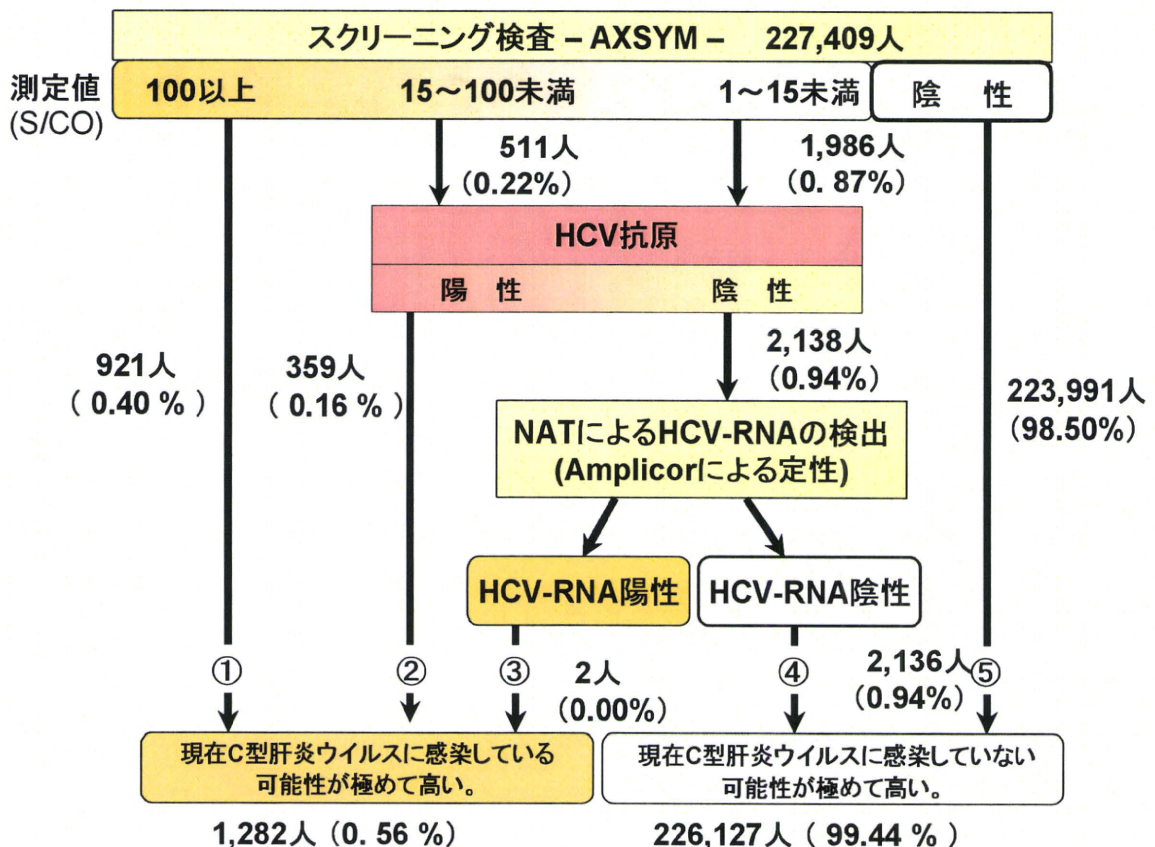 スクリーニング検査 – AXSYM – 227,409人
測定値
(S/CO)
100以上 15～100未満 1～15未満 陰 性
511人
(0.22%)
1,986人
(0. 87%)
HCV抗原
陽 性 陰 性
921人
( 0.40 % )
359人
( 0.16 % )
2,138人
(0.94%)
223,991人
(98.50%)
NATによるHCV-RNAの検出
(Amplicorによる定性)
HCV-RNA陽性 HCV-RNA陰性
① ② ③ ④ ⑤
2人
(0.00%)
2,136人
(0.94%)
現在C型肝炎ウイルスに感染している
可能性が極めて高い。
現在C型肝炎ウイルスに感染していない
可能性が極めて高い。
1,282人 (0. 56 %)
226,127人 ( 99.44 % )